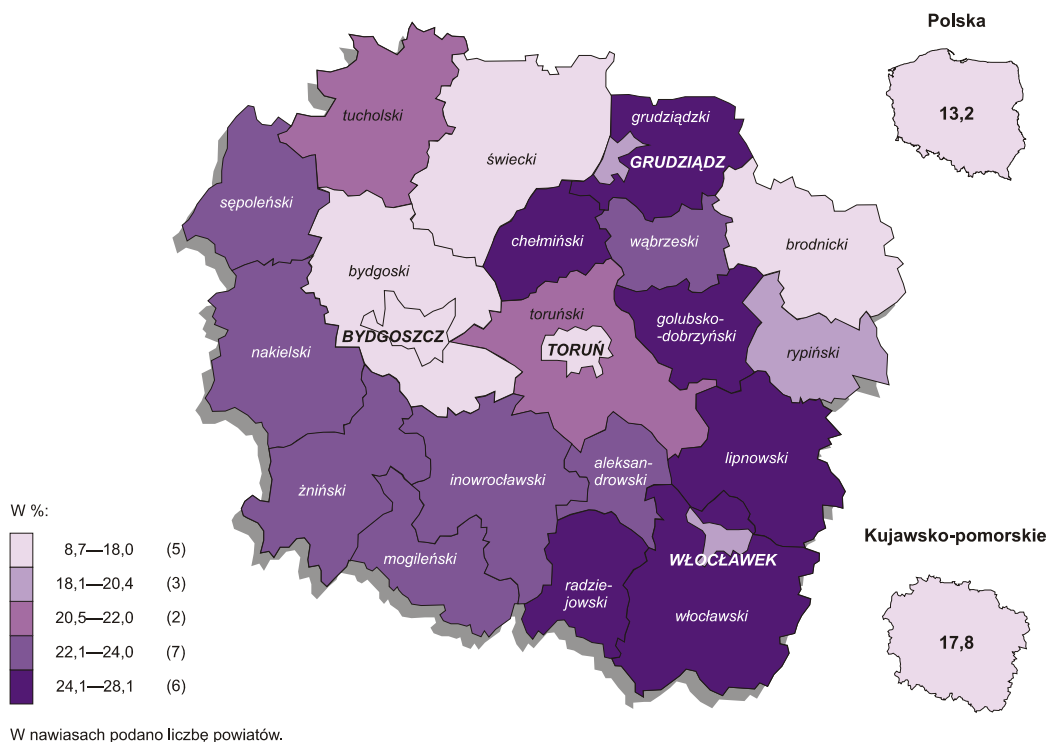 Polska
13,2
tucholski
grudziądzki
świecki
GRUDZIĄDZ
sępoleński
chełmiński
wąbrzeski
brodnicki
bydgoski
toruński
golubsko-
-dobrzyński
BYDGOSZCZ
TORUŃ
nakielski
rypiński
aleksan-
drowski
lipnowski
inowrocławski
żniński
mogileński
radzie-
jowski
WŁOCŁAWEK
włocławski
W %:
8,7—18,0 (5)
18,1—20,4 (3)
20,5—22,0 (2)
22,1—24,0 (7)
24,1—28,1 (6)
Kujawsko-pomorskie
17,8
W nawiasach podano liczbę powiatów.